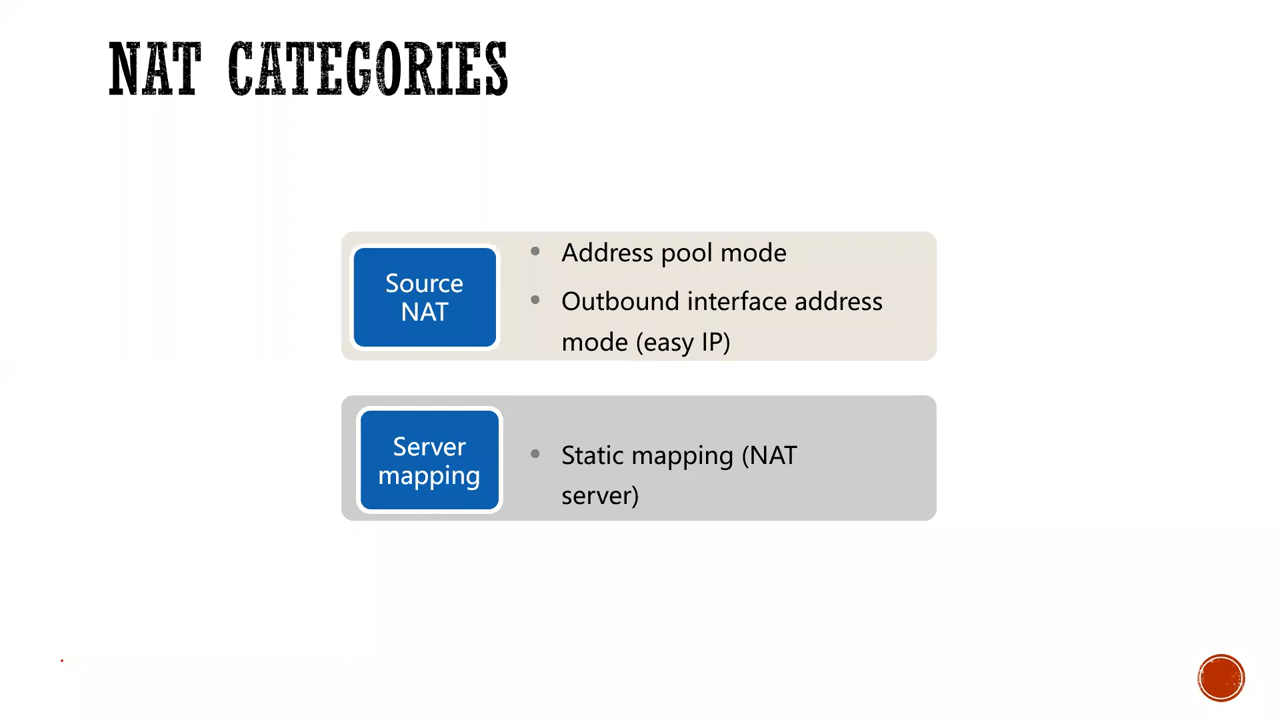 NAT CATEGORIES
Source
NAT
• Address pool mode
• Outbound interface address
mode (easy IP)
Server
mapping
• Static mapping (NAT
server)